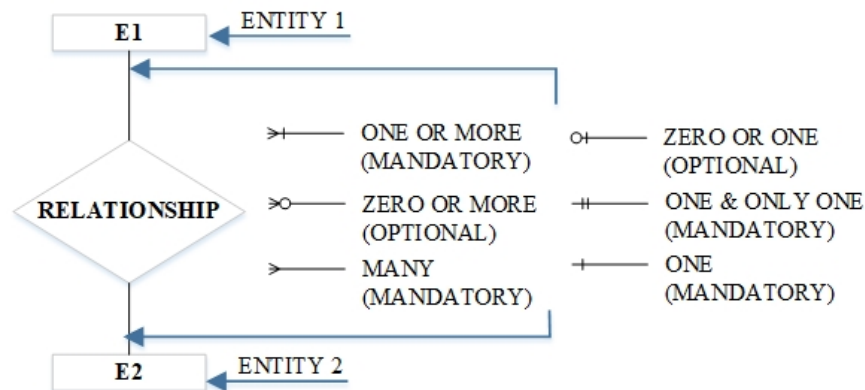 E1
ENTITY 1
ONE OR MORE
(MANDATORY)
ZERO OR ONE
(OPTIONAL)
RELATIONSHIP
ZERO OR MORE
(OPTIONAL)
ONE & ONLY ONE
(MANDATORY)
MANY
(MANDATORY)
ONE
(MANDATORY)
E2
ENTITY 2